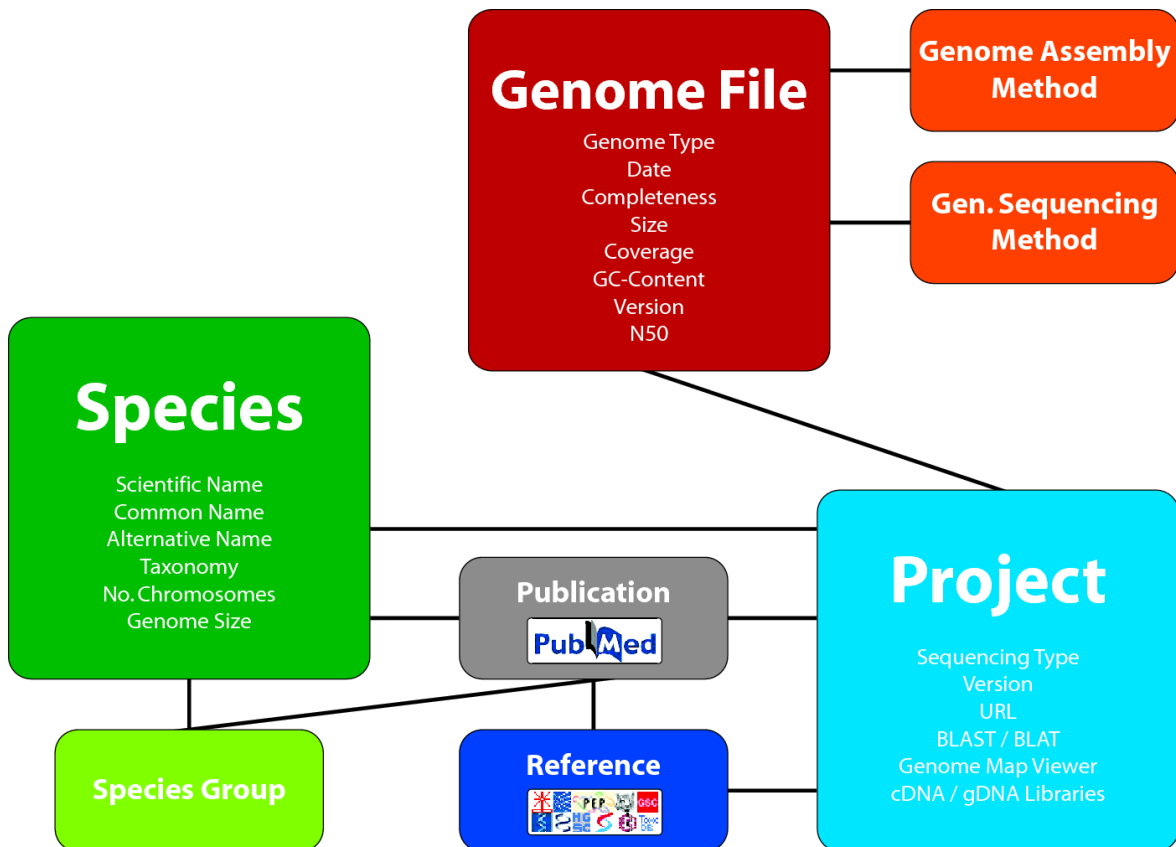 Genome File
Genome Type
Date
Completeness
Size
Coverage
GC-Content
Version
N50
Genome Assembly
Method
Gen. Sequencing
Method
Species
Scientific Name
Common Name
Alternative Name
Taxonomy
No. Chromosomes
Genome Size
Publication
PubMed
Project
Sequencing Type
Version
URL
BLAST / BLAT
Genome Map Viewer
cDNA / gDNA Libraries
Species Group
Reference
PEP
GSC
HG
SC